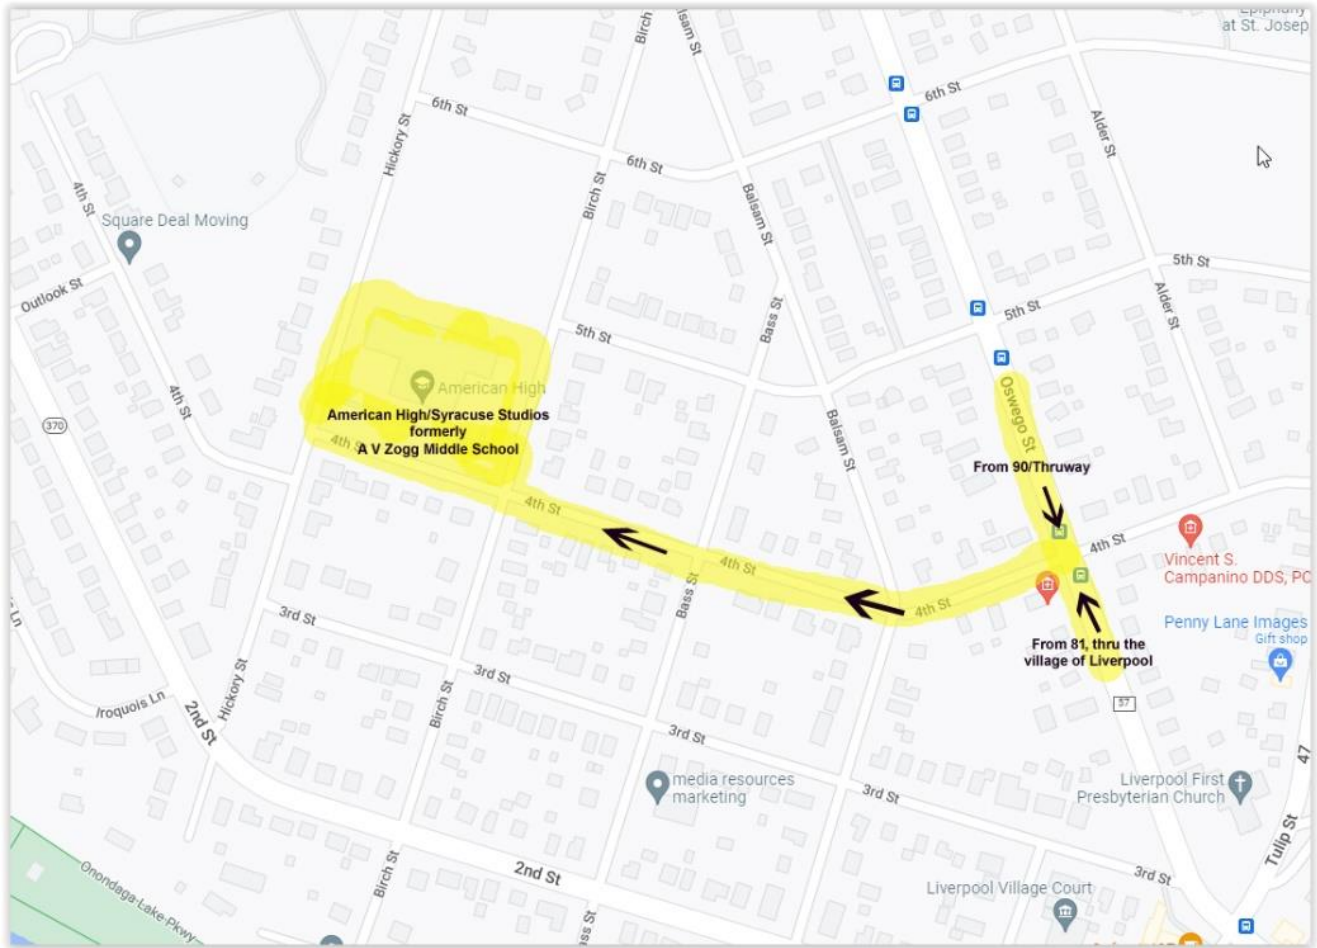 Epiphany
at St. Josep
Birch
lsam St
6th St
6th St
Hickory St
Alder St
6th St
4th St
Birch St
Balsam St
Square Deal Moving
5th St
Outlook St
Alder St
5th St
Bass St
5th St
American High
Oswego St
4th St
370
American High/Syracuse Studios
formerly
A V Zogg Middle School
4th St
Balsam St
From 90/Thruway
4th St
4th St
Vincent S.
Campanino DDS, PC
4th St
4th St
Bass St
3rd St
Penny Lane Images
Gift shop
From 81, thru the
village of Liverpool
Ln
Hickory St
3rd St
Birch St
Iroquois Ln
2nd St
57
3rd St
47
media resources
marketing
3rd St
Liverpool First
Presbyterian Church
Tulip St
Onondaga-Lake-Pkwy
Birch St
2nd St
3rd St
Liverpool Village Court
ss St